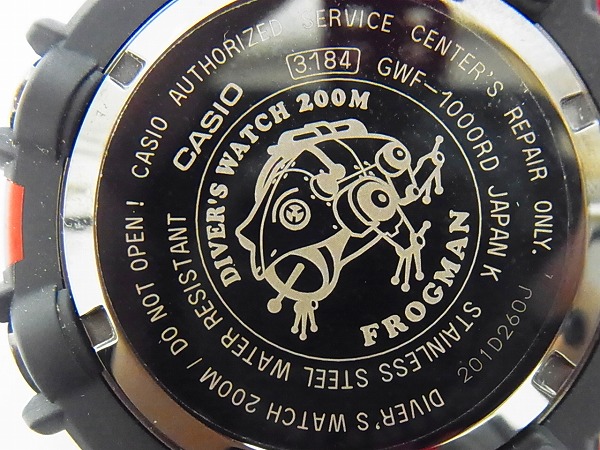 DO NOT OPEN! CASIO AUTHORIZED SERVICE CENTER'S REPAIR ONLY.
DIVER'S WATCH 200M /
CASIO
3184
GWF-1000RD JAPAN K
STAINLESS STEEL WATER RESISTANT
201D260J
DIVER'S WATCH 200M
FROGMAN